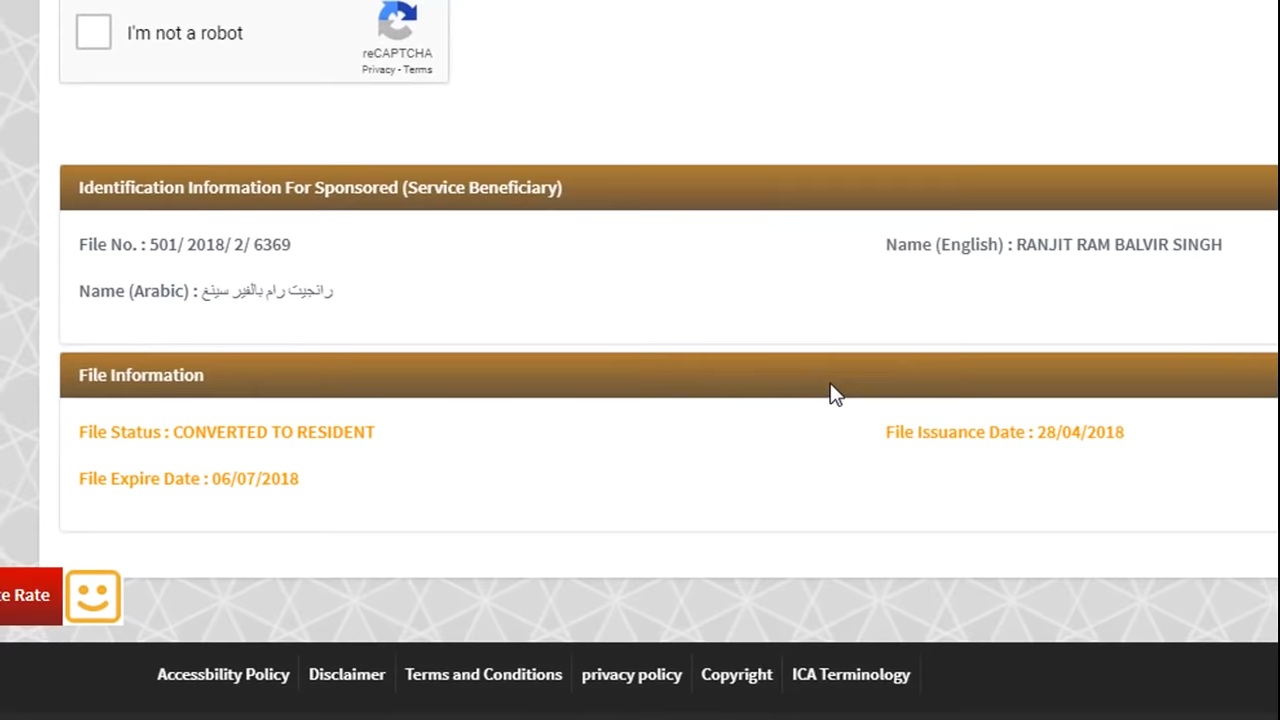 I'm not a robot
reCAPTCHA
Privacy - Terms
Identification Information For Sponsored (Service Beneficiary)
File No. : 501/ 2018/ 2/ 6369
Name (English) : RANJIT RAM BALVIR SINGH
Name (Arabic) : رانجيت رام بالفير سينغ
File Information
File Status : CONVERTED TO RESIDENT
File Issuance Date : 28/04/2018
File Expire Date : 06/07/2018
e Rate
Accessbility Policy
Disclaimer
Terms and Conditions
privacy policy
Copyright
ICA Terminology